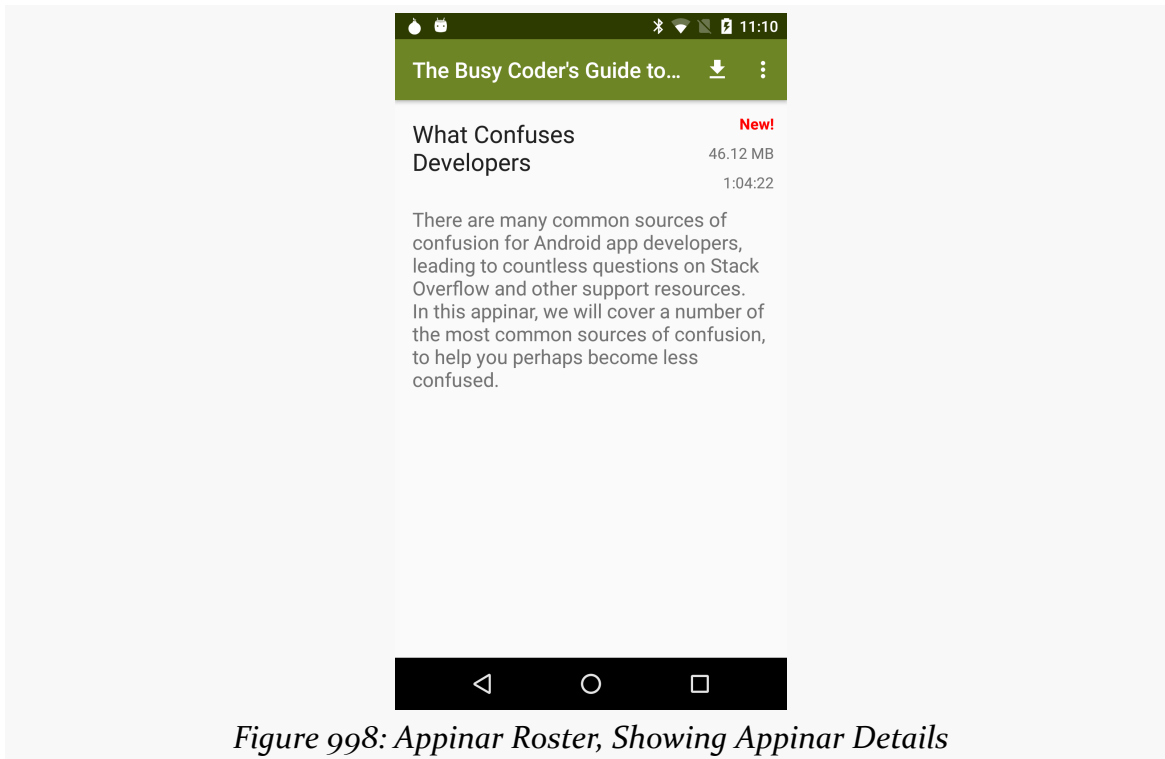 11:10
The Busy Coder's Guide to...
What Confuses
Developers
New!
46.12 MB
1:04:22
There are many common sources of
confusion for Android app developers,
leading to countless questions on Stack
Overflow and other support resources.
In this appinar, we will cover a number of
the most common sources of confusion,
to help you perhaps become less
confused.
Figure 998: Appinar Roster, Showing Appinar Details